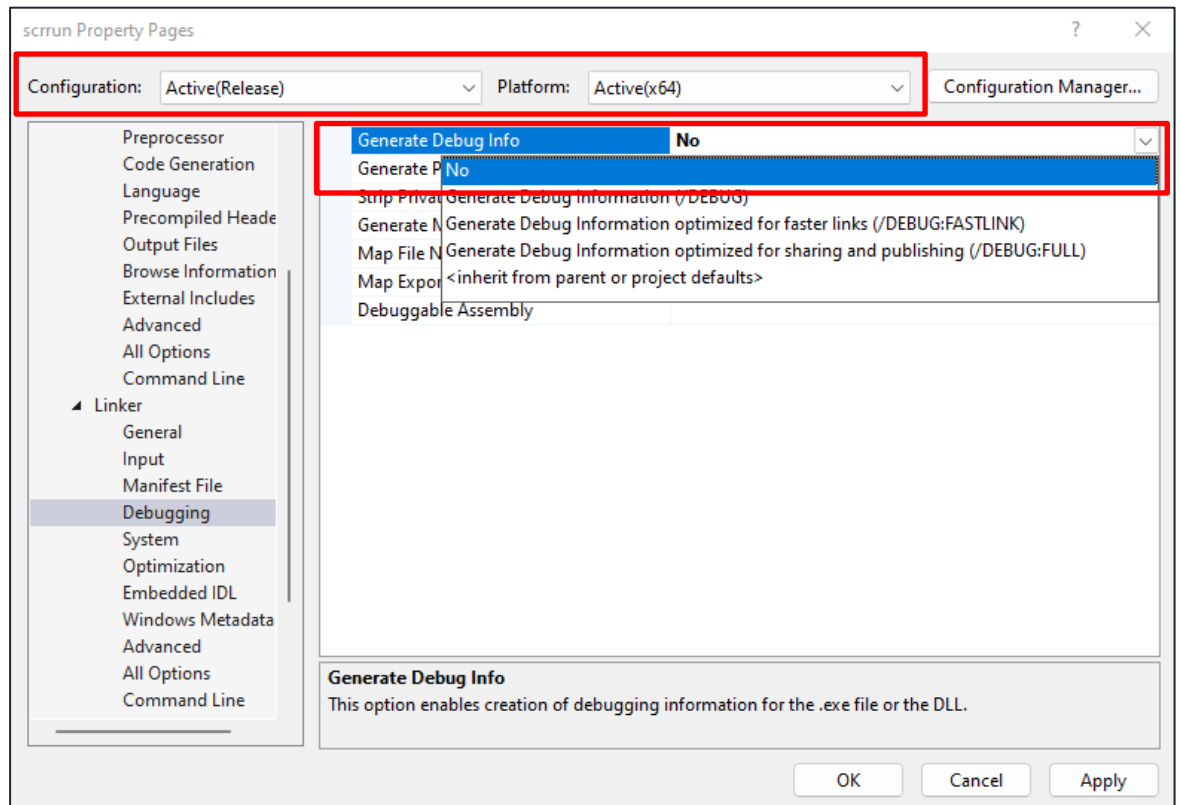 scrrun Property Pages
?
Configuration: Active(Release) Platform: Active(x64) Configuration Manager...
Preprocessor
Code Generation
Language
Precompiled Heade
Output Files
Browse Information
External Includes
Advanced
All Options
Command Line
Linker
General
Input
Manifest File
Debugging
System
Optimization
Embedded IDL
Windows Metadata
Advanced
All Options
Command Line
Generate Debug Info No
Generate P
No
Strip Privat
Generate Debug Information (/DEBUG)
Generate M
Generate Debug Information optimized for faster links (/DEBUG:FASTLINK)
Map File N
Generate Debug Information optimized for sharing and publishing (/DEBUG:FULL)
Map Expor
<inherit from parent or project defaults>
Debuggable Assembly
Generate Debug Info
This option enables creation of debugging information for the .exe file or the DLL.
OK Cancel Apply